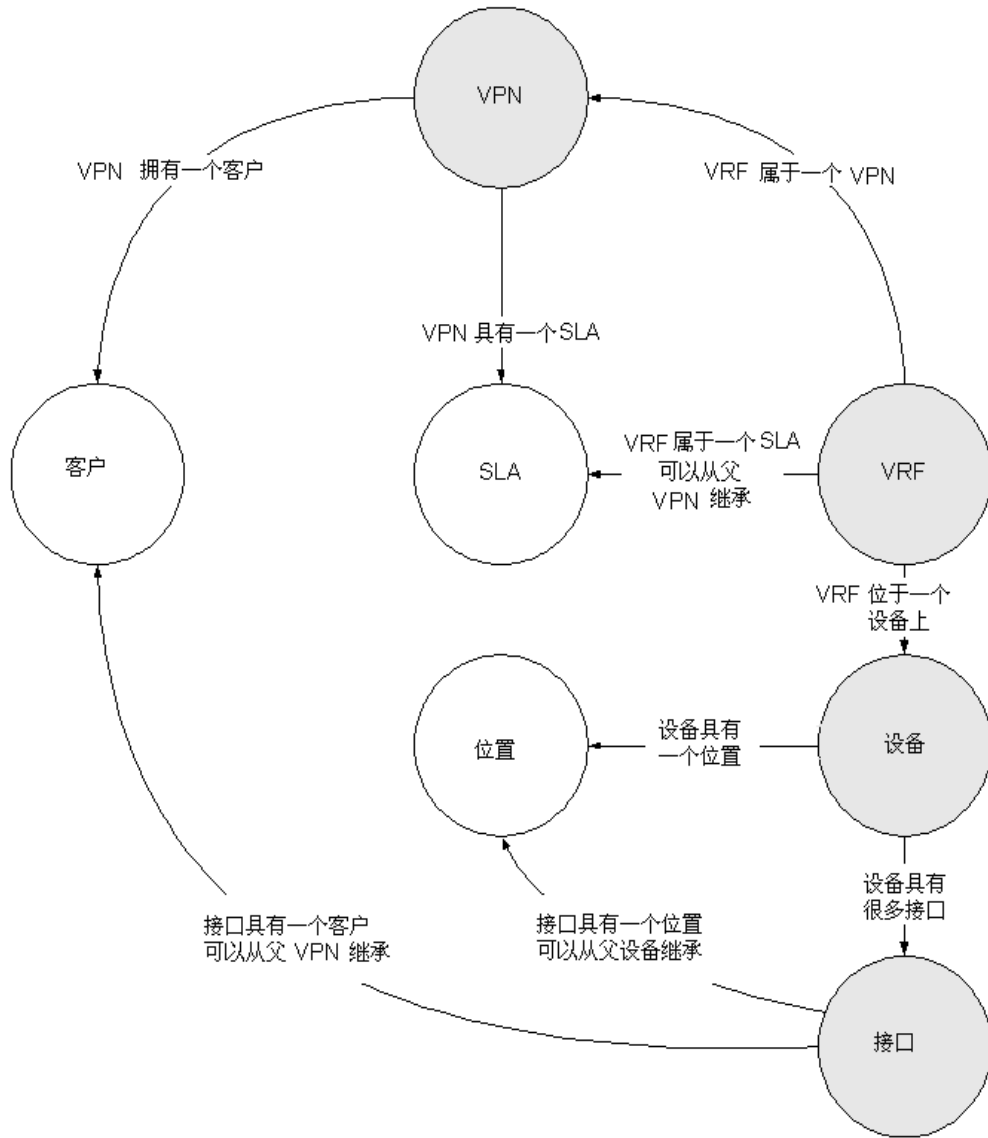 VPN
VPN 拥有一个客户
VRF 属于一个 VPN
VPN 具有一个SLA
客户
SLA
VRF 属于一个 SLA
可以从父
VPN 继承
VRF
VRF 位于一个
设备上
位置
设备具有
一个位置
设备
设备具有
很多接口
接口具有一个客户
可以从父 VPN 继承
接口具有一个位置
可以从父设备继承
接口